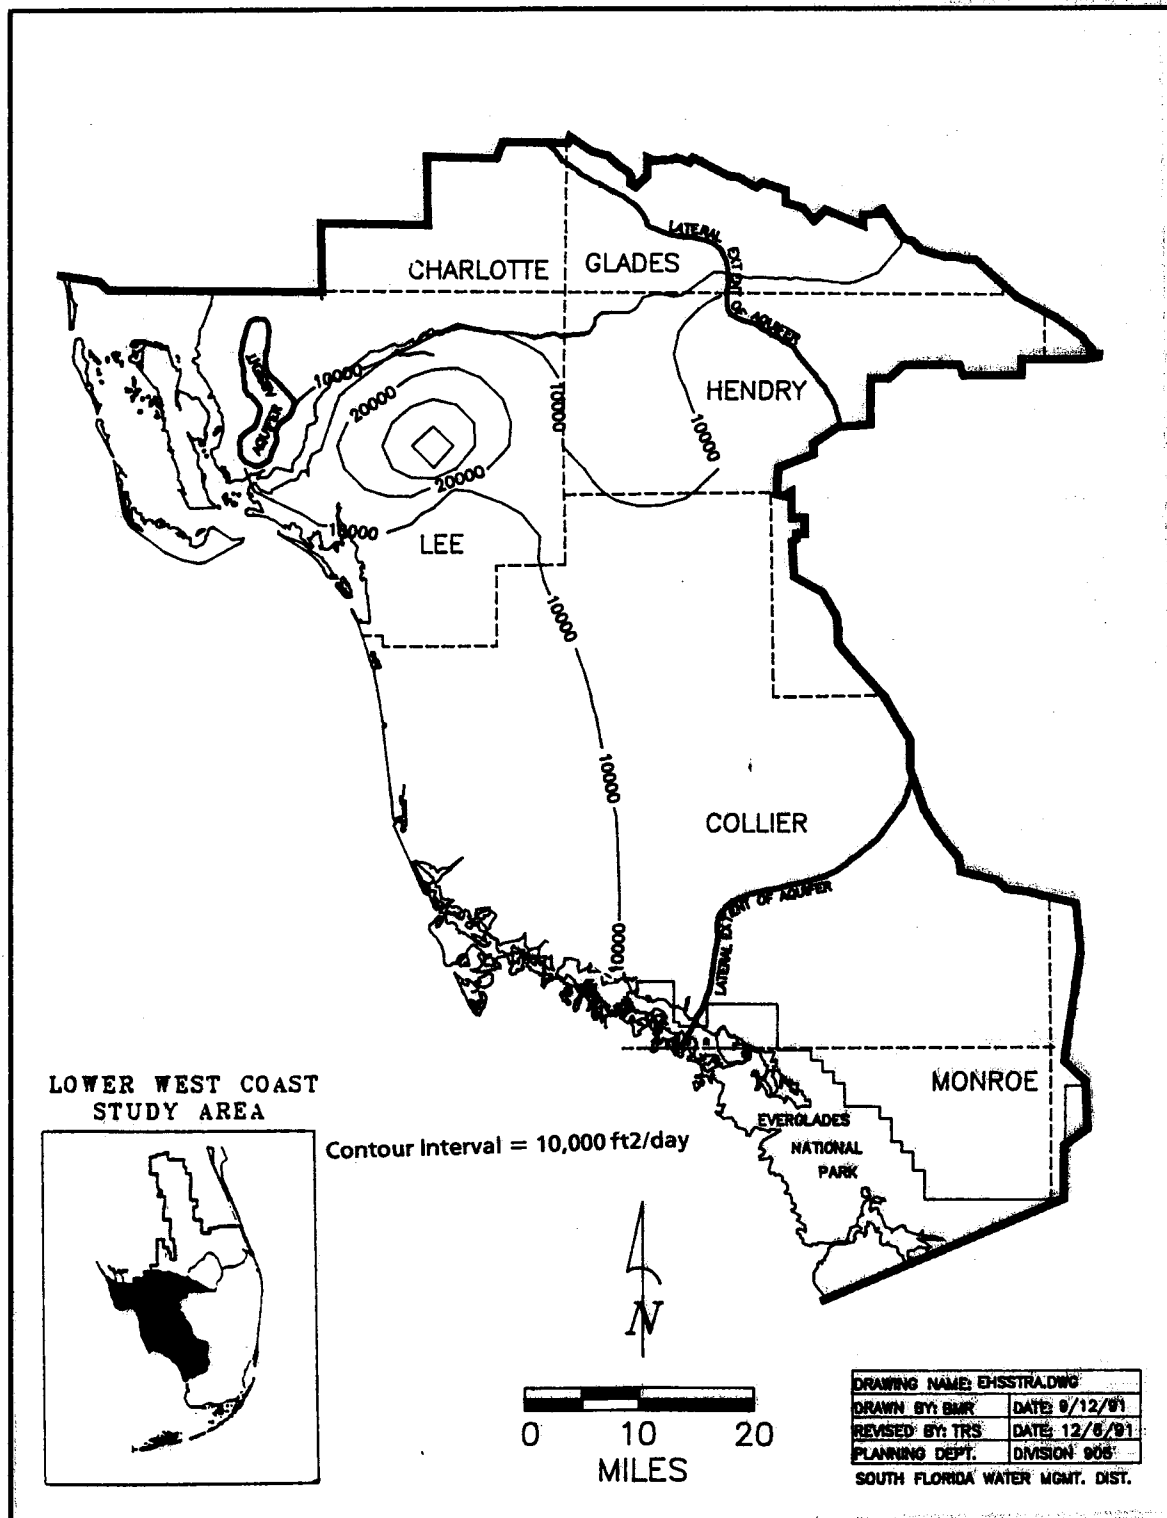 LATERAL EXTENT OF AQUIFER
CHARLOTTE
GLADES
ABSENT
AQUIFER
10000
20000
10000
HENDRY
10000
20000
10000
LEE
10000
10000
COLLIER
LATERAL EXTENT OF AQUIFER
10000
MONROE
EVERGLADES
NATIONAL
PARK
LOWER WEST COAST
STUDY AREA
Contour Interval = 10,000 ft2/day
N
0 10 20
MILES
DRAWING NAME: EHSSTRA.DWG
DRAWN BY: BMR DATE: 9/12/91
REVISED BY: TRS DATE: 12/6/91
PLANNING DEPT. DIVISION 905
SOUTH FLORIDA WATER MGMT. DIST.